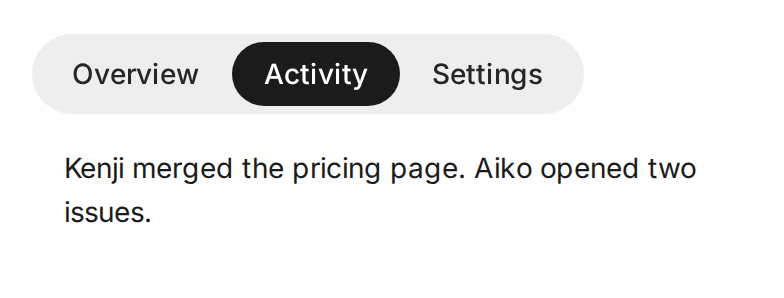 Overview Activity Settings
Kenji merged the pricing page. Aiko opened two
issues.